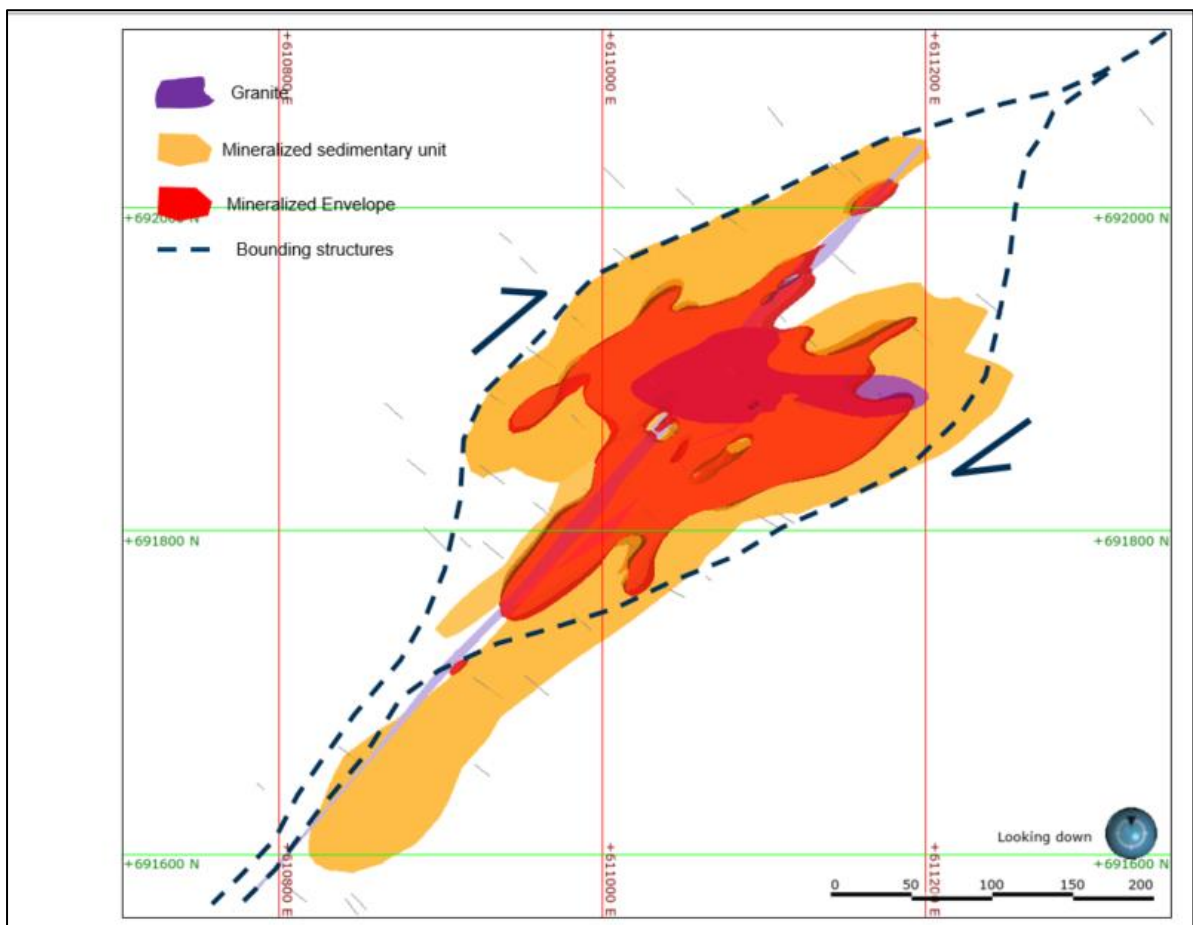 +610800 E
+611000 E
+611200 E
Granite
Mineralized sedimentary unit
Mineralized Envelope
Bounding structures
+692000 N
+692000 N
+691800 N
+691800 N
Looking down
+691600 N
+691600 N
+610800 E
+611000 E
+611200 E
0 50 100 150 200